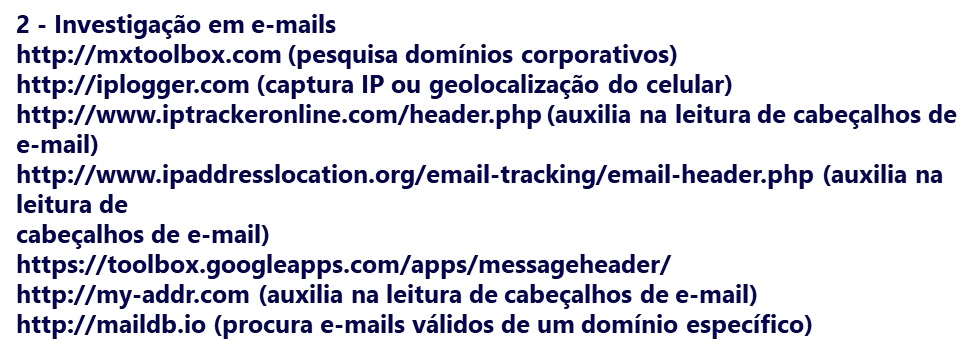 2 - Investigação em e-mails
http://mxtoolbox.com (pesquisa domínios corporativos)
http://iplogger.com (captura IP ou geolocalização do celular)
http://www.iptrackeronline.com/header.php (auxilia na leitura de cabeçalhos de
e-mail)
http://www.ipaddresslocation.org/email-tracking/email-header.php (auxilia na
leitura de
cabeçalhos de e-mail)
https://toolbox.googleapps.com/apps/messageheader/
http://my-addr.com (auxilia na leitura de cabeçalhos de e-mail)
http://maildb.io (procura e-mails válidos de um domínio específico)